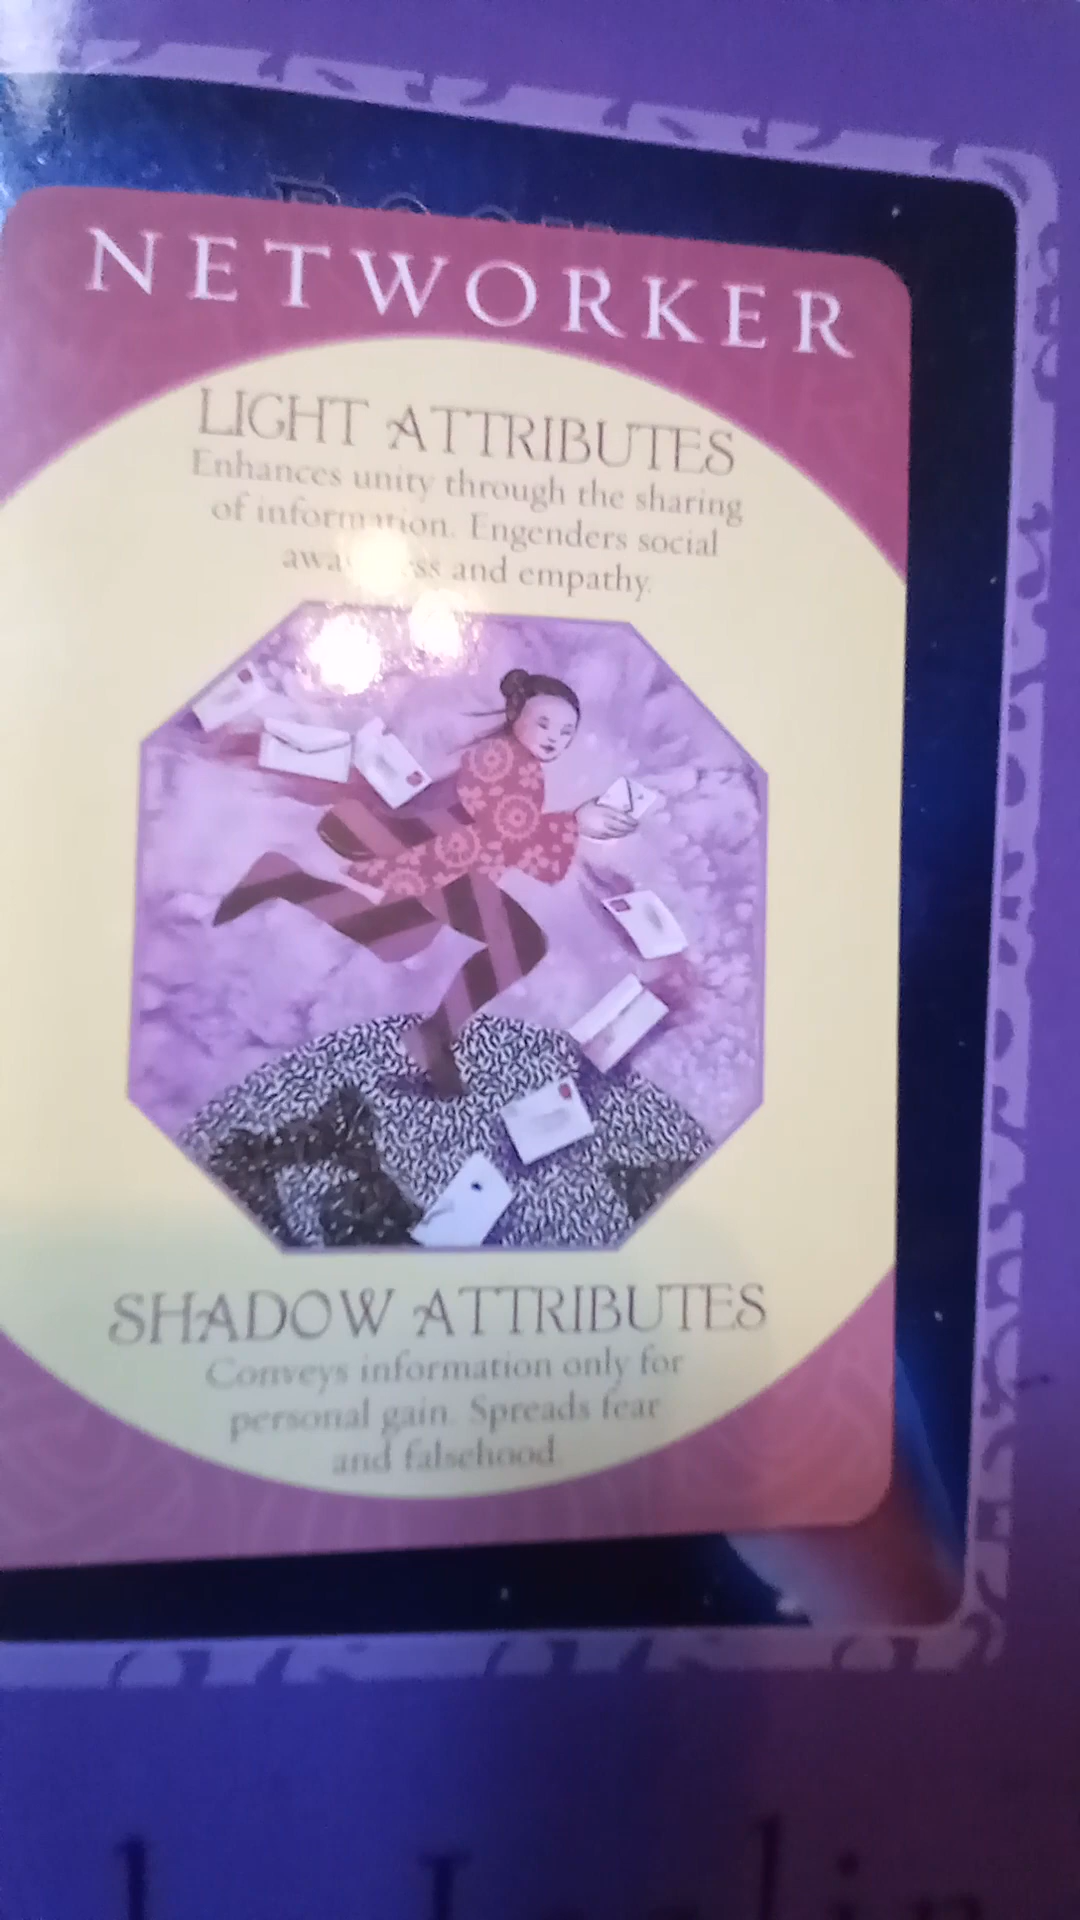 NETWORKER
LIGHT ATTRIBUTES
Enhances unity through the sharing
of information. Engenders social
and empathy.
SHADOW ATTRIBUTES
Conveys information only for
personal gain. Spreads fear
and falsehood.